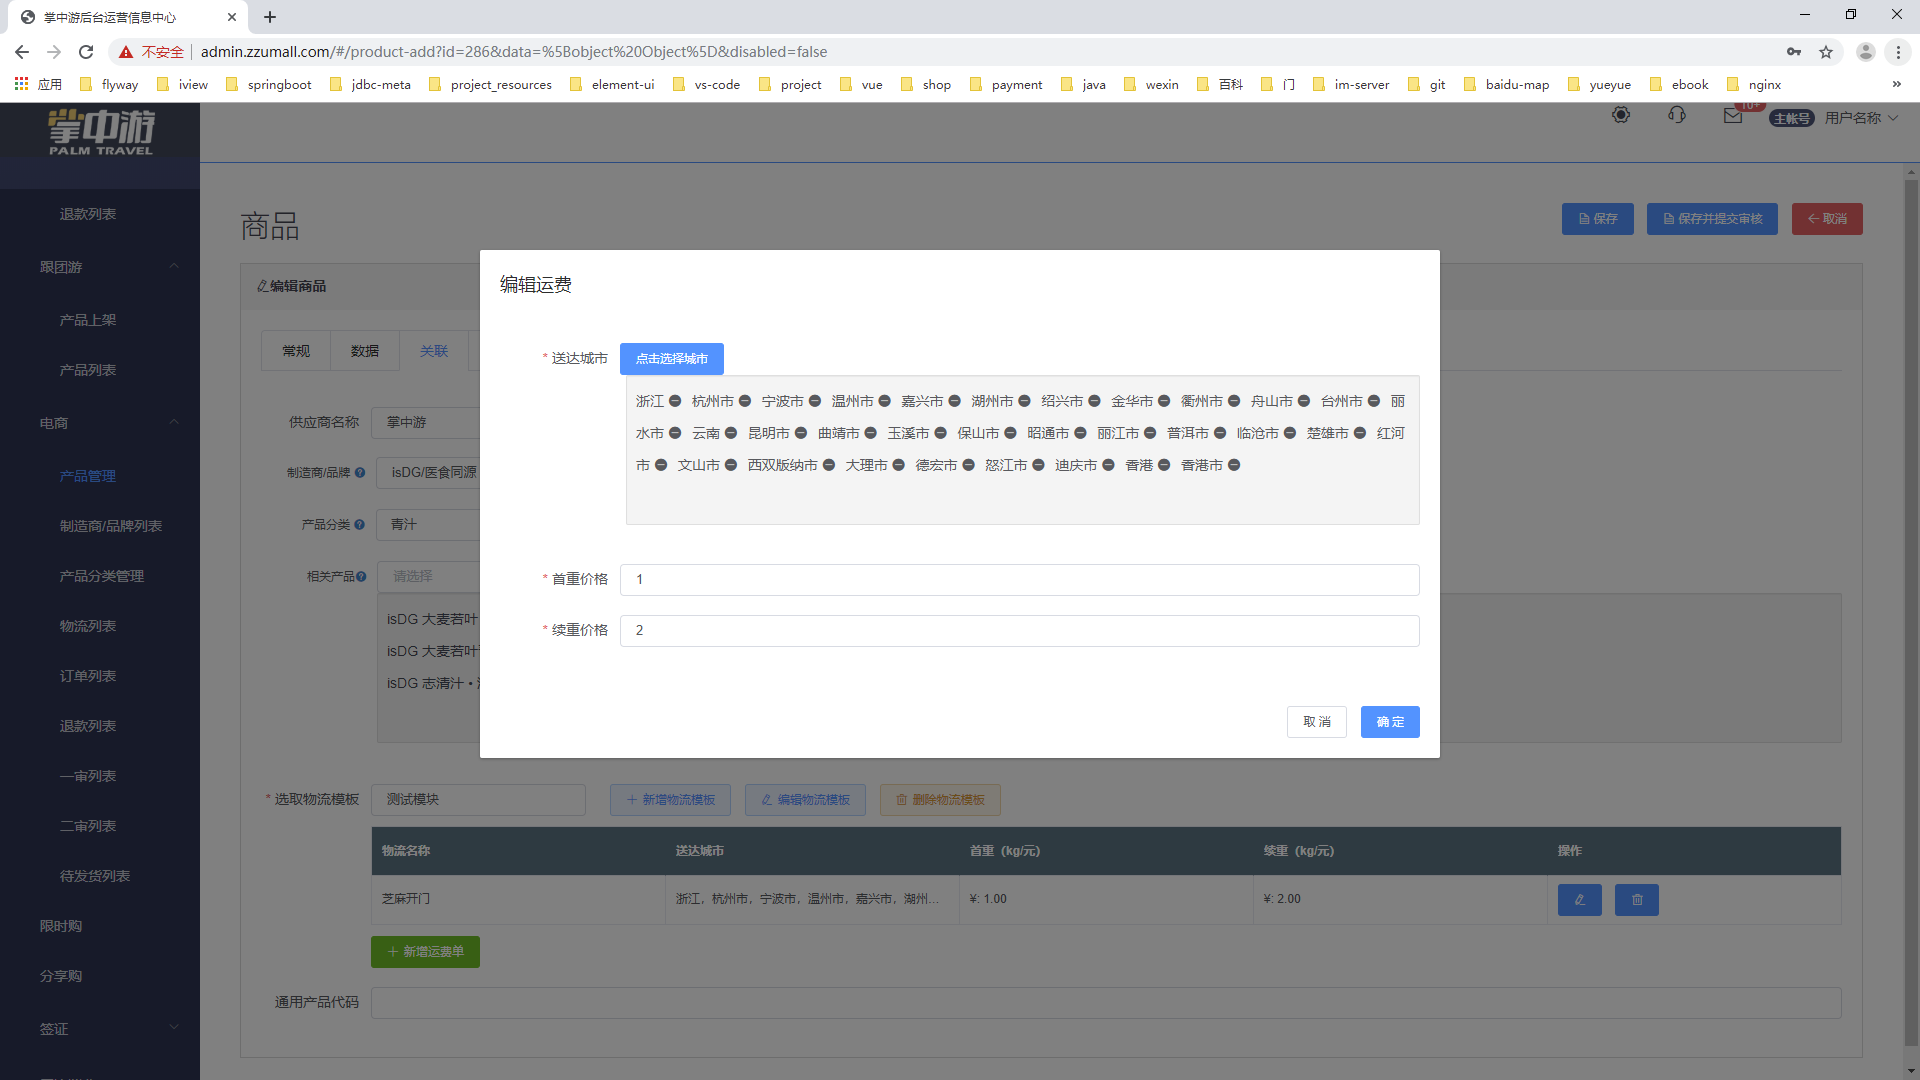 掌中游后台运营信息中心
不安全 admin.zzumall.com/#/product-add?id=286&data=%5Bobject%20Object%5D&disabled=false
应用 flyway iview springboot jdbc-meta project_resources element-ui vs-code project vue shop payment java wexin 百科 门 im-server git baidu-map yueyue ebook nginx
掌中游
PALM TRAVEL
10+
主帐号 用户名称
退款列表
跟团游
产品上架
产品列表
电商
产品管理
制造商/品牌列表
产品分类管理
物流列表
订单列表
退款列表
一审列表
二审列表
待发货列表
限时购
分享购
签证
商品
保存 保存并提交审核 取消
编辑商品
常规 数据 关联
供应商名称 掌中游
制造商/品牌 isDG/医食同源
产品分类 青汁
相关产品 请选择
isDG 大麦若叶
isDG 大麦若叶
isDG 志清汁•
编辑运费
* 送达城市 点击选择城市
浙江 杭州市 宁波市 温州市 嘉兴市 湖州市 绍兴市 金华市 衢州市 舟山市 台州市 丽
水市 云南 昆明市 曲靖市 玉溪市 保山市 昭通市 丽江市 普洱市 临沧市 楚雄市 红河
市 文山市 西双版纳市 大理市 德宏市 怒江市 迪庆市 香港 香港市
* 首重价格 1
* 续重价格 2
取消 确定
* 选取物流模板 测试模块 新增物流模板 编辑物流模板 删除物流模板
物流名称 送达城市 首重（kg/元） 续重（kg/元） 操作
芝麻开门 浙江，杭州市，宁波市，温州市，嘉兴市，湖州... ¥: 1.00 ¥: 2.00
新增运费单
通用产品代码